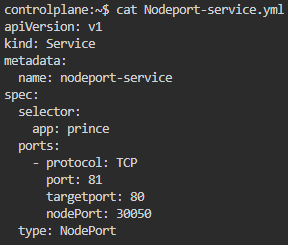 controlplane:~$ cat Nodeport-service.yml
apiVersion: v1
kind: Service
metadata:
  name: nodeport-service
spec:
  selector:
    app: prince
  ports:
    - protocol: TCP
      port: 81
      targetport: 80
      nodePort: 30050
  type: NodePort